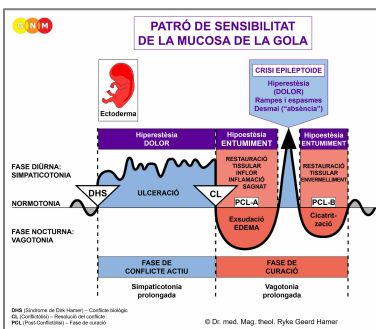 GNM
PATRÓ DE SENSIBILITAT
DE LA MUCOSA DE LA GOLA
CRISI EPILEPTOIDE
Hiperestèsia
(DOLOR)
Rampes i espasmes
Desmai ("absència")
Ectoderma
Hiperestèsia
DOLOR
Hipoestèsia
ENTUMIMENT
Hipoestèsia
ENTUMIMENT
FASE DIÜRNA:
SIMPATICOTONIA
RESTAURACIÓ
TISSULAR
INFLOR
INFLAMACIÓ
SAGNAT
RESTAURACIÓ
TISSULAR
ENVERMELLIMENT
DHS
ULCERACIÓ
CL
NORMOTONIA
PCL-A
PCL-B
FASE NOCTURNA:
VAGOTONIA
Exsudació
EDEMA
Cicatrit-
zació
FASE DE
CONFLICTE ACTIU
FASE DE
CURACIÓ
Simpaticotonia
prolongada
Vagotonia
prolongada
DHS (Síndrome de Dirk Hamer) – Conflicte biològic
CL (Conflictòlisi) – Resolució del conflicte
PCL (Post-Conflictòlisi) – Fase de curació
© Dr. med. Mag. theol. Ryke Geerd Hamer